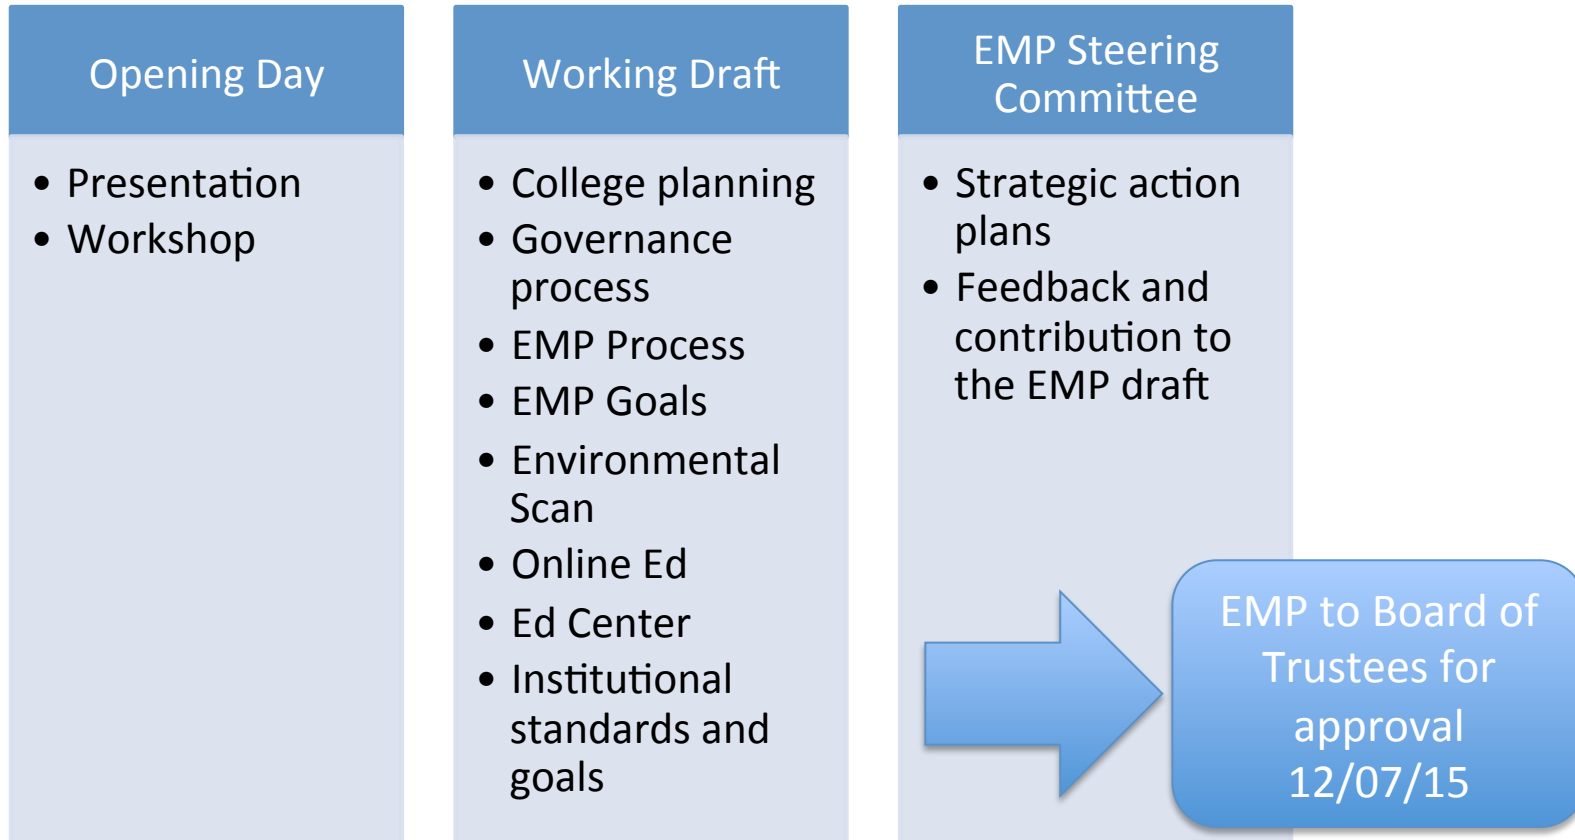 Opening Day
• Presentation
• Workshop
Working Draft
• College planning
• Governance
process
• EMP Process
• EMP Goals
• Environmental
Scan
• Online Ed
• Ed Center
• Institutional
standards and
goals
EMP Steering
Committee
• Strategic action
plans
• Feedback and
contribution to
the EMP draft
EMP to Board of
Trustees for
approval
12/07/15